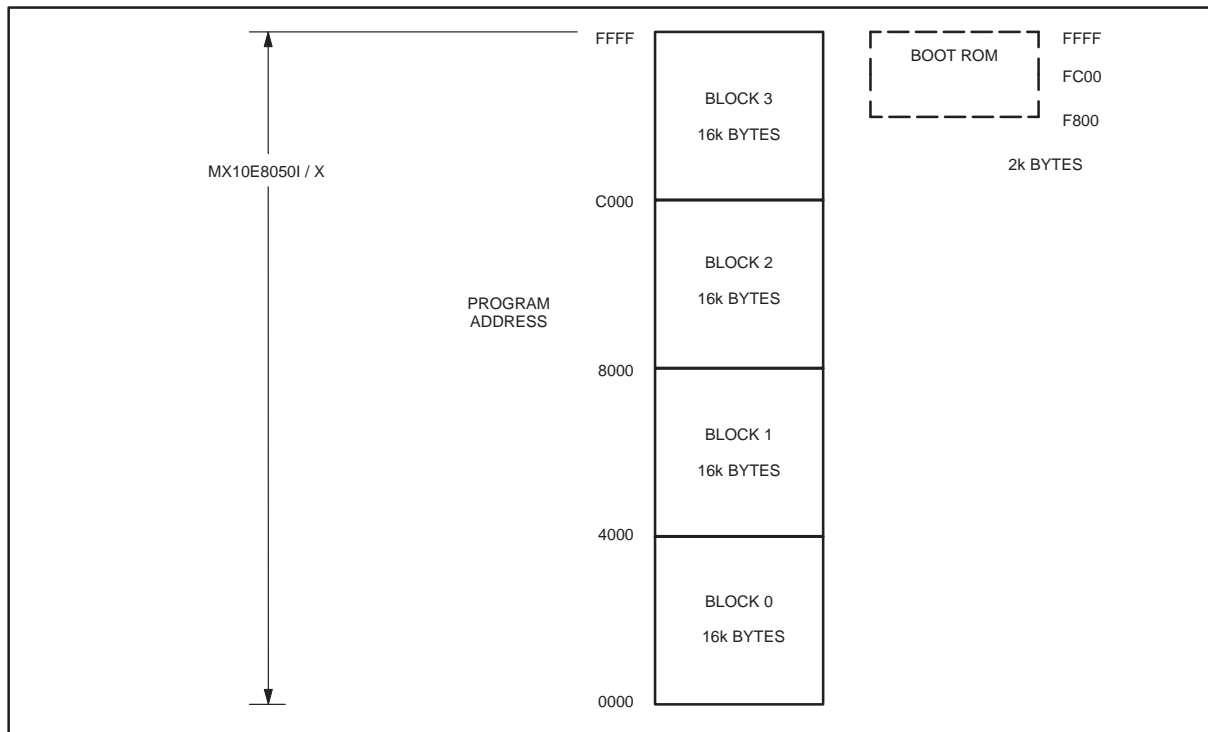 FFFF
BLOCK 3
16k BYTES
BOOT ROM
FFFF
FC00
F800
2k BYTES
MX10E8050I / X
C000
BLOCK 2
16k BYTES
PROGRAM
ADDRESS
8000
BLOCK 1
16k BYTES
4000
BLOCK 0
16k BYTES
0000